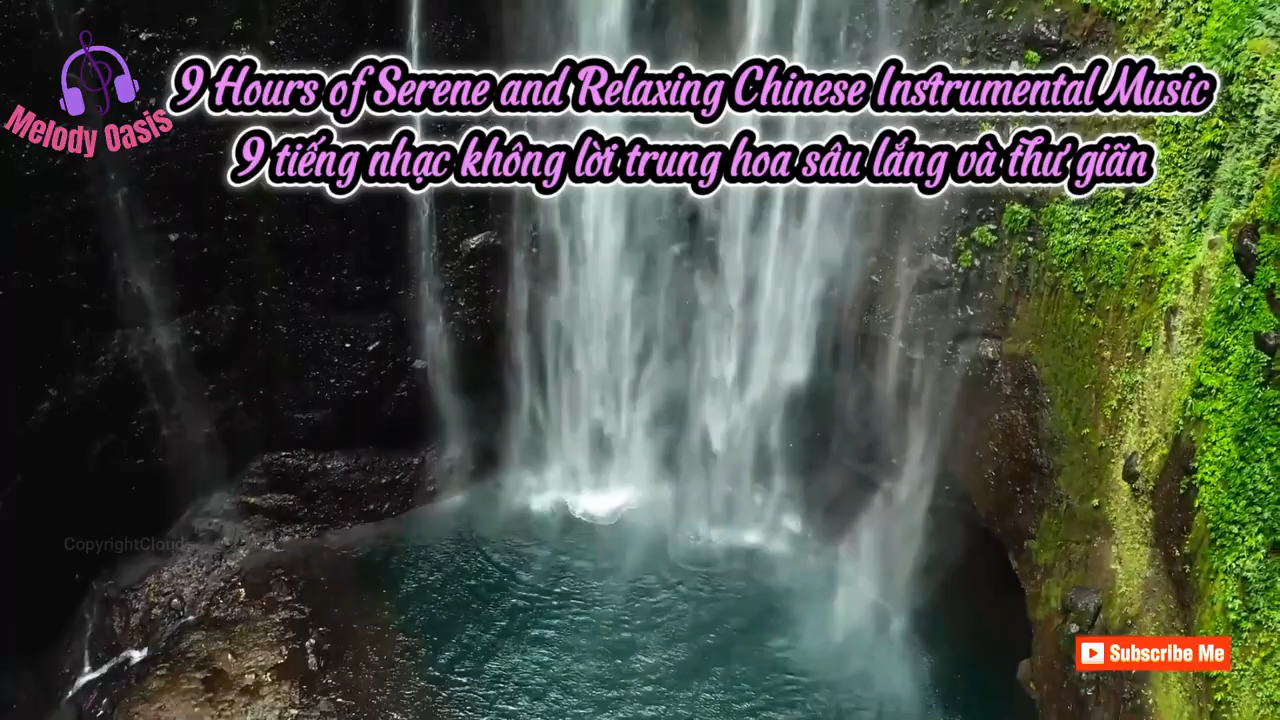 Melody Oasis
9 Hours of Serene and Relaxing Chinese Instrumental Music
9 tiếng nhạc không lời trung hoa sâu lắng và thư giãn
CopyrightCloud
Subscribe Me